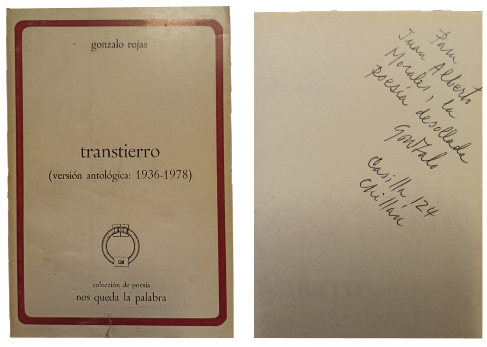 gonzalo rojas
transtierro
(versión antológica: 1936-1978)
colección de poesía
nos queda la palabra
Para
Juan Alberto
Morales, la
poesía desollada
Gonzalo
Casilla 124
Chillán